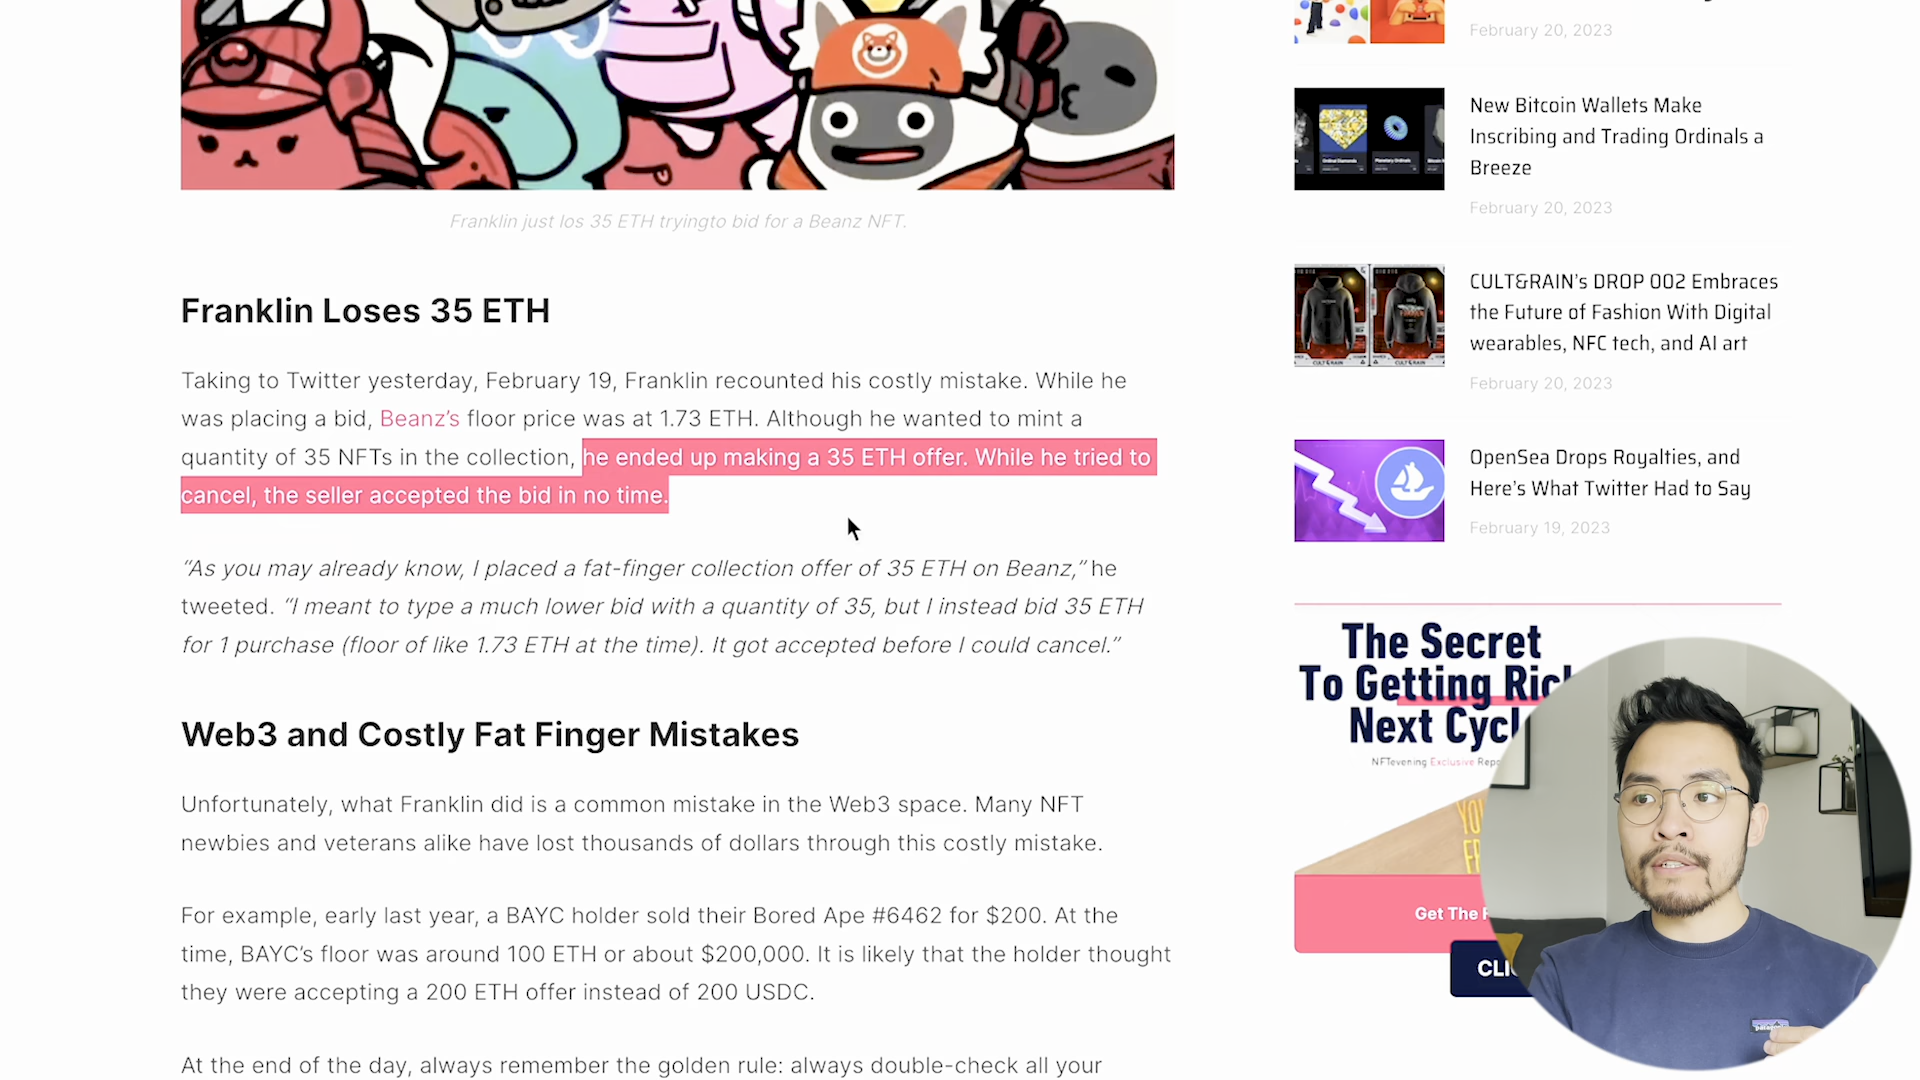 Franklin just los 35 ETH tryingto bid for a Beanz NFT.
Franklin Loses 35 ETH
Taking to Twitter yesterday, February 19, Franklin recounted his costly mistake. While he
was placing a bid, Beanz’s floor price was at 1.73 ETH. Although he wanted to mint a
quantity of 35 NFTs in the collection, he ended up making a 35 ETH offer. While he tried to
cancel, the seller accepted the bid in no time.
“As you may already know, I placed a fat-finger collection offer of 35 ETH on Beanz,” he
tweeted. “I meant to type a much lower bid with a quantity of 35, but I instead bid 35 ETH
for 1 purchase (floor of like 1.73 ETH at the time). It got accepted before I could cancel.”
Web3 and Costly Fat Finger Mistakes
Unfortunately, what Franklin did is a common mistake in the Web3 space. Many NFT
newbies and veterans alike have lost thousands of dollars through this costly mistake.
For example, early last year, a BAYC holder sold their Bored Ape #6462 for $200. At the
time, BAYC’s floor was around 100 ETH or about $200,000. It is likely that the holder thought
they were accepting a 200 ETH offer instead of 200 USDC.
At the end of the day, always remember the golden rule: always double-check all your
February 20, 2023
New Bitcoin Wallets Make
Inscribing and Trading Ordinals a
Breeze
February 20, 2023
CULT&RAIN’s DROP 002 Embraces
the Future of Fashion With Digital
wearables, NFC tech, and AI art
February 20, 2023
OpenSea Drops Royalties, and
Here’s What Twitter Had to Say
February 19, 2023
The Secret
To Getting Ric
Next Cycl
NFTevening Exclusive Repo
YOU
Get The
CLI
patagonia